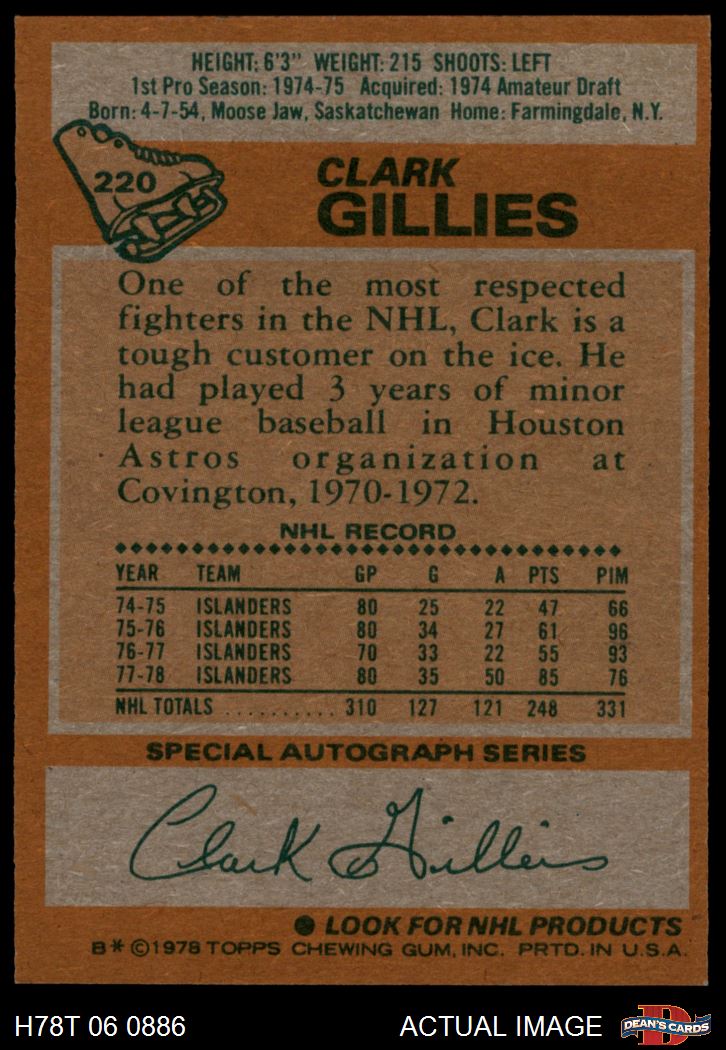 HEIGHT: 6'3" WEIGHT: 215 SHOOTS: LEFT
1st Pro Season: 1974-75 Acquired: 1974 Amateur Draft
Born: 4-7-54, Moose Jaw, Saskatchewan Home: Farmingdale, N.Y.
220
CLARK
GILLIES
One of the most respected
fighters in the NHL, Clark is a
tough customer on the ice. He
had played 3 years of minor
league baseball in Houston
Astros organization at
Covington, 1970-1972.
NHL RECORD
YEAR TEAM GP G A PTS PIM
74-75 ISLANDERS 80 25 22 47 66
75-76 ISLANDERS 80 34 27 61 96
76-77 ISLANDERS 70 33 22 55 93
77-78 ISLANDERS 80 35 50 85 76
NHL TOTALS .......... 310 127 121 248 331
SPECIAL AUTOGRAPH SERIES
Clark Gillies
● LOOK FOR NHL PRODUCTS
B* ©1978 TOPPS CHEWING GUM, INC. PRTD. IN U.S.A.
H78T 06 0886 ACTUAL IMAGE
D
DEAN'S CARDS